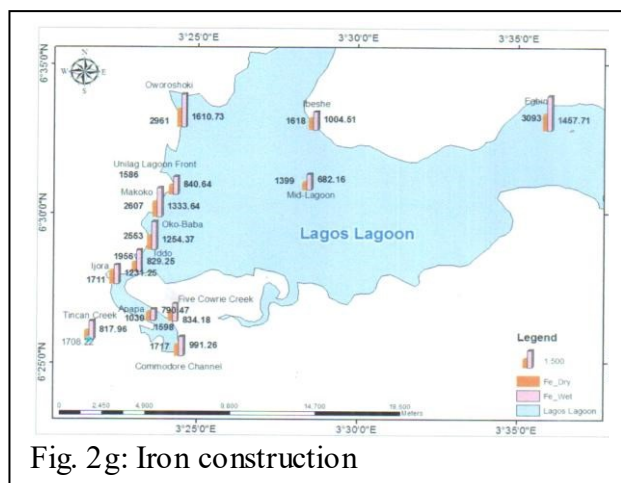 3°25'0"E 3°30'0"E 3°35'0"E
6°35'0"N
N
W E
S
Oworoshoki
2961 1610.73
Ibeshe
1618 1004.51
Egbin
3093 1457.71
Unilag Lagoon Front
1586
840.64
Makoko
2607 1333.64
1399 682.16
Mid-Lagoon
6°30'0"N
Oko-Baba
2553 1254.37
Lagos Lagoon
Iddo
1956 829.25
Ijora
1711 1231.25
Five Cowrie Creek
Apapa 790.47
1039 834.18
1598
Tincan Creek
817.96
1717 991.26
Commodore Channel
6°25'0"N
Legend
1,500
Fe_Dry
Fe_Wet
Lagos Lagoon
0 2,450 4,900 9,800 14,700 19,600
Meters
3°25'0"E 3°30'0"E 3°35'0"E
Fig. 2g: Iron construction